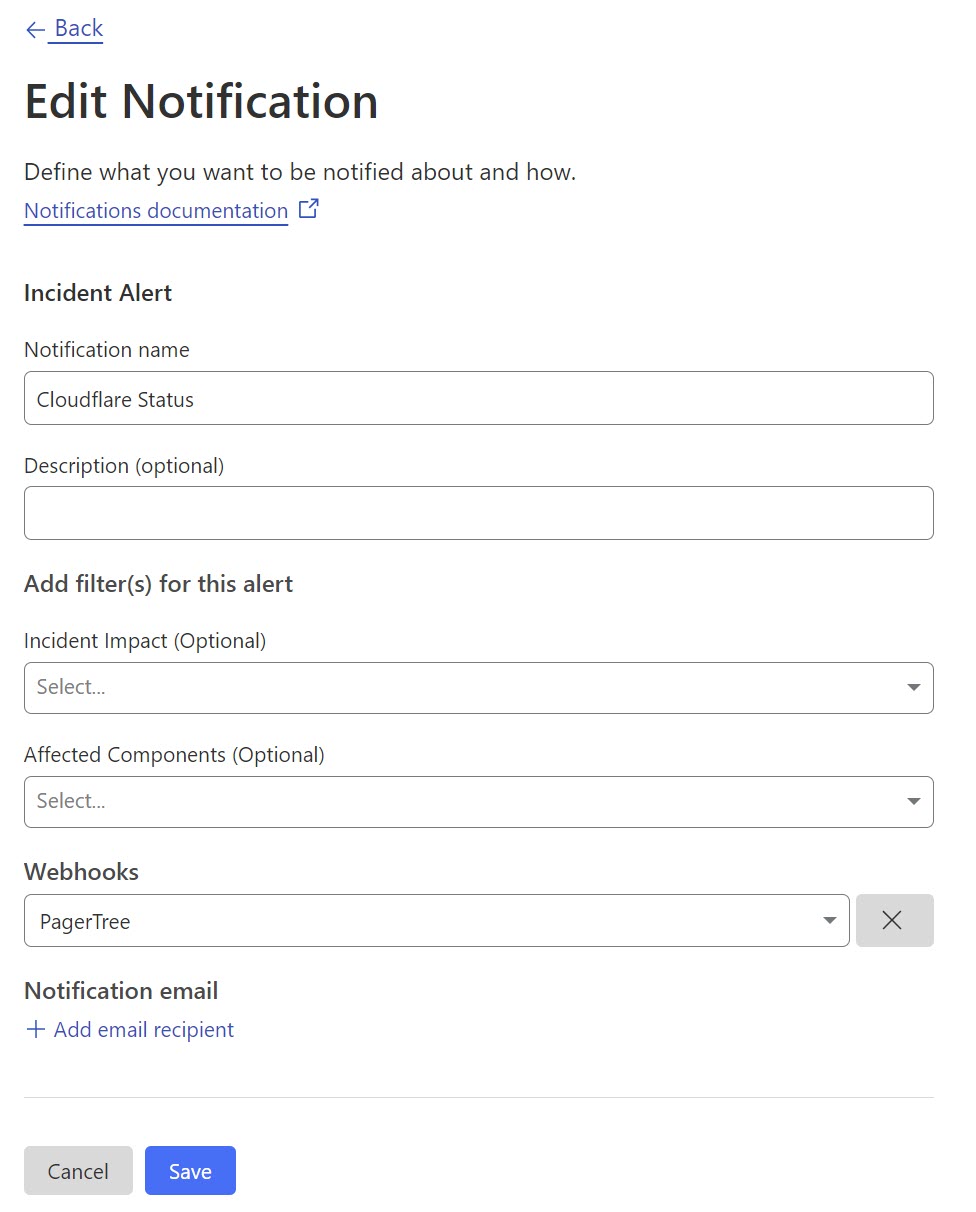 Back
Edit Notification
Define what you want to be notified about and how.
Notifications documentation
Incident Alert
Notification name
Cloudflare Status
Description (optional)
Add filter(s) for this alert
Incident Impact (Optional)
Select...
Affected Components (Optional)
Select...
Webhooks
PagerTree
Notification email
Add email recipient
Cancel Save